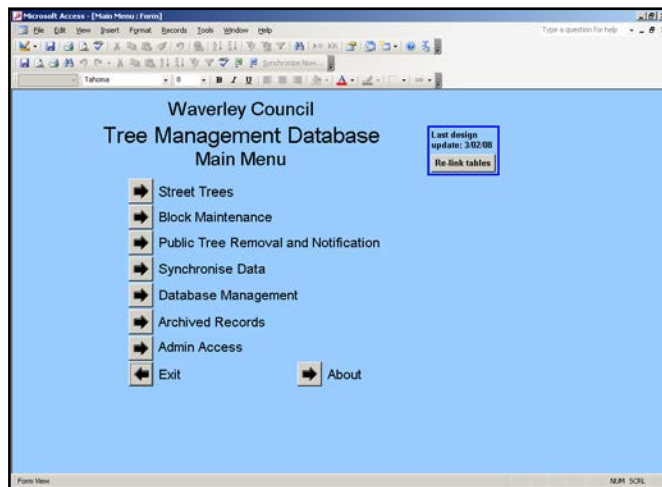 Microsoft Access - [Main Menu : Form]
File Edit View Insert Format Records Tools Window Help
Type a question for help
Synchronize Now...
Tahoma 8 B I U
Waverley Council
Tree Management Database
Main Menu
Last design
update: 3/02/08
Re-link tables
Street Trees
Block Maintenance
Public Tree Removal and Notification
Synchronise Data
Database Management
Archived Records
Admin Access
Exit
About
Form View
NUM SCRL